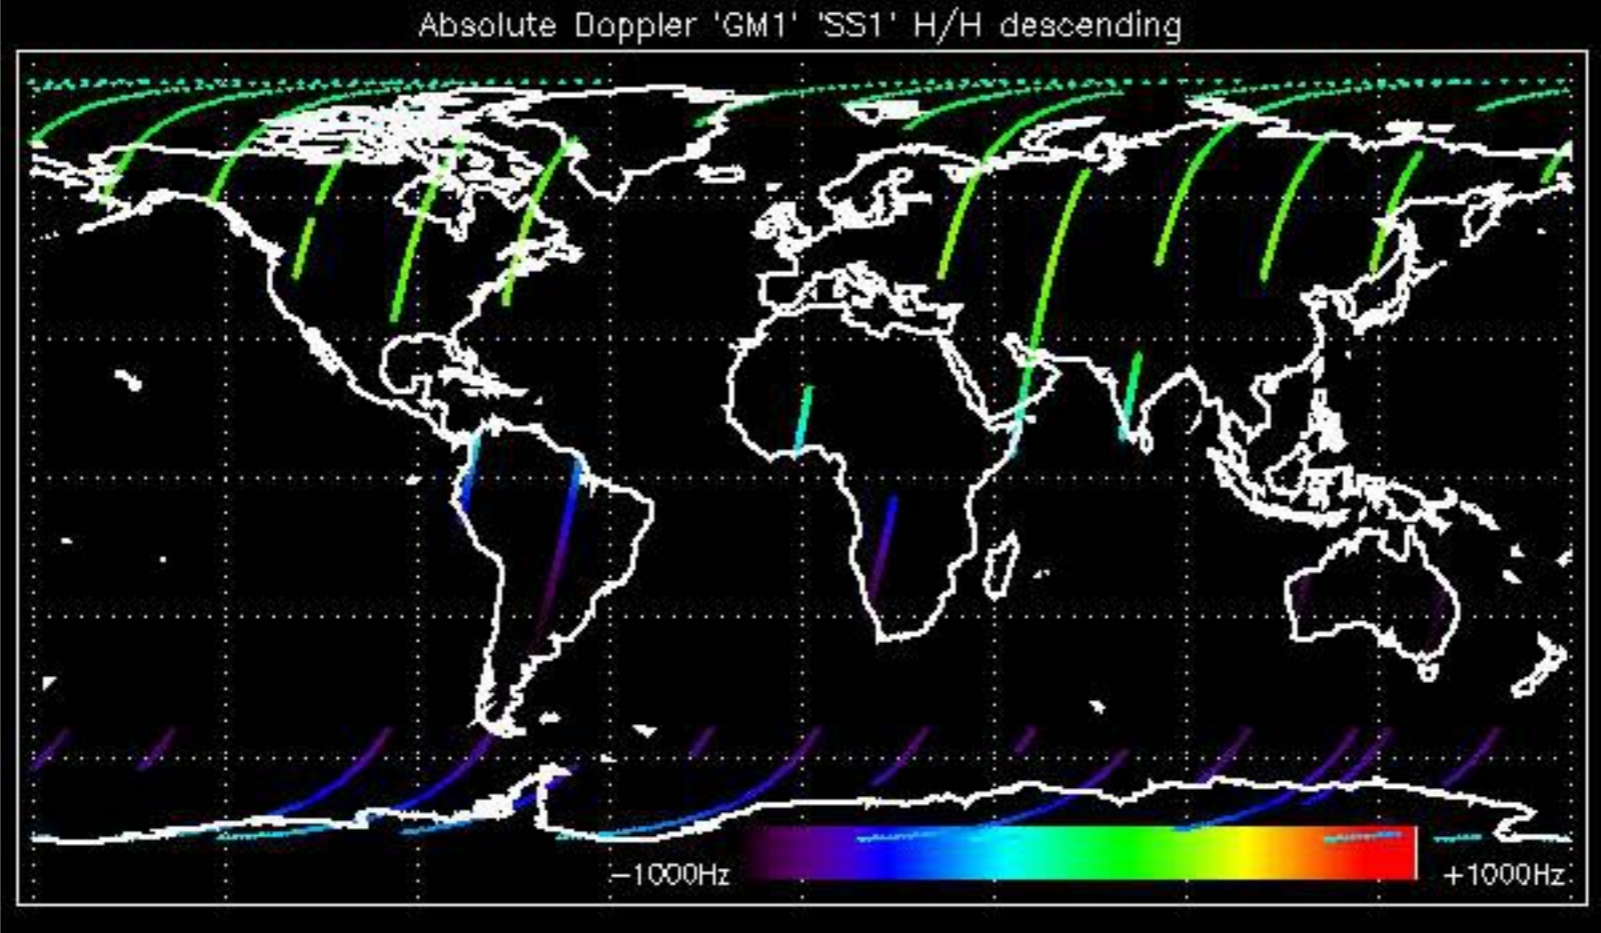 Absolute Doppler 'GM1' 'SS1' H/H descending
−1000Hz +1000Hz